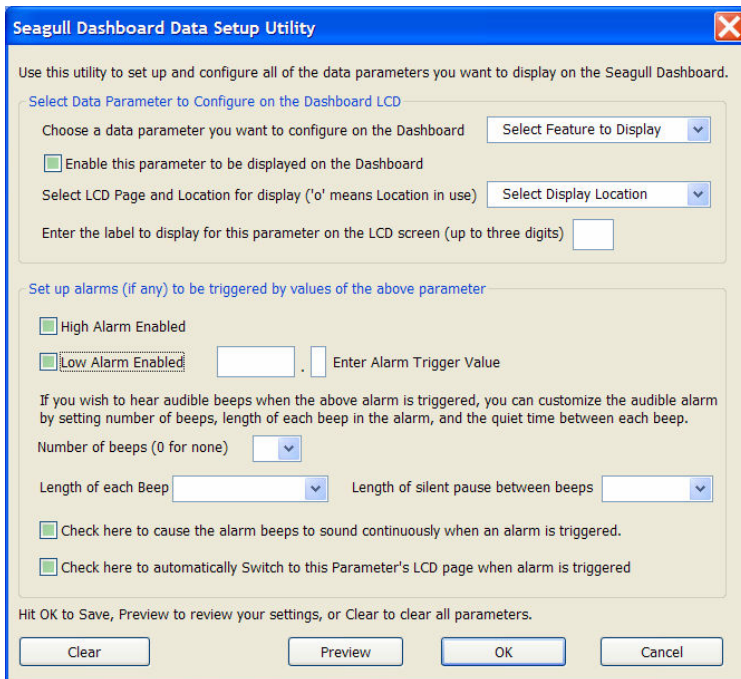 Seagull Dashboard Data Setup Utility
Use this utility to set up and configure all of the data parameters you want to display on the Seagull Dashboard.
Select Data Parameter to Configure on the Dashboard LCD
Choose a data parameter you want to configure on the Dashboard
Select Feature to Display
Enable this parameter to be displayed on the Dashboard
Select LCD Page and Location for display ('o' means Location in use)
Select Display Location
Enter the label to display for this parameter on the LCD screen (up to three digits)
Set up alarms (if any) to be triggered by values of the above parameter
High Alarm Enabled
Low Alarm Enabled
. Enter Alarm Trigger Value
If you wish to hear audible beeps when the above alarm is triggered, you can customize the audible alarm
by setting number of beeps, length of each beep in the alarm, and the quiet time between each beep.
Number of beeps (0 for none)
Length of each Beep
Length of silent pause between beeps
Check here to cause the alarm beeps to sound continuously when an alarm is triggered.
Check here to automatically Switch to this Parameter's LCD page when alarm is triggered
Hit OK to Save, Preview to review your settings, or Clear to clear all parameters.
Clear
Preview
OK
Cancel